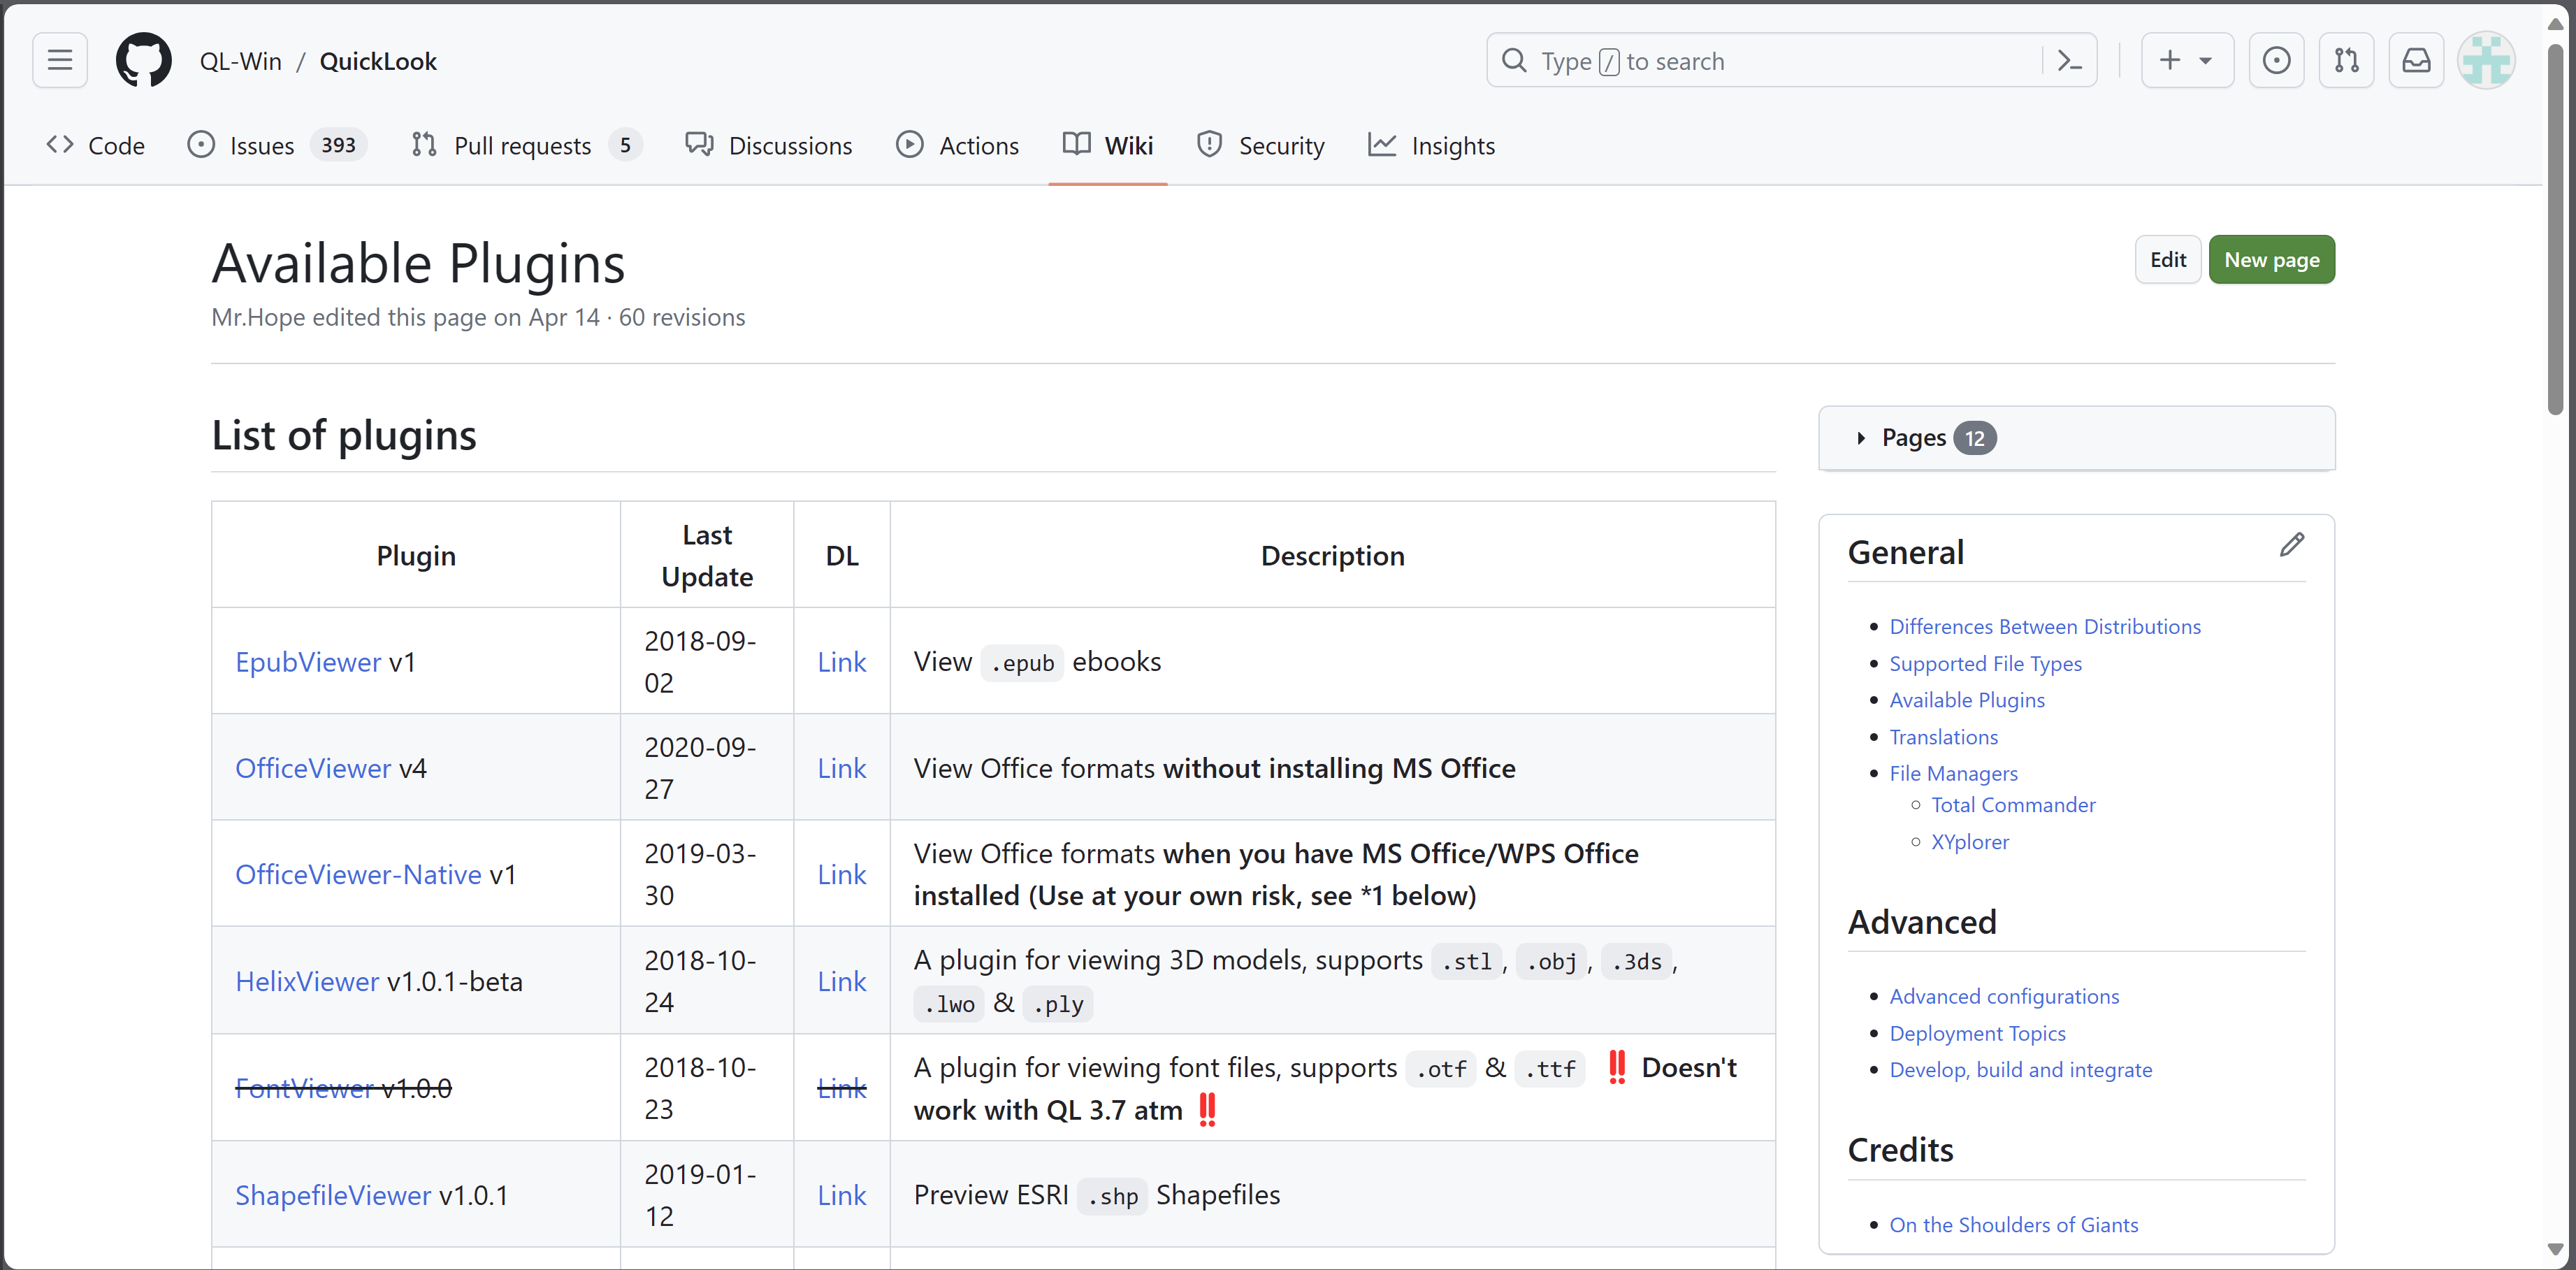 QL-Win / QuickLook
Type / to search
Code
Issues 393
Pull requests 5
Discussions
Actions
Wiki
Security
Insights
Available Plugins
Edit
New page
Mr.Hope edited this page on Apr 14 · 60 revisions
List of plugins
Plugin
Last
Update
DL
Description
EpubViewer v1
2018-09-
02
Link
View .epub ebooks
OfficeViewer v4
2020-09-
27
Link
View Office formats without installing MS Office
OfficeViewer-Native v1
2019-03-
30
Link
View Office formats when you have MS Office/WPS Office
installed (Use at your own risk, see *1 below)
HelixViewer v1.0.1-beta
2018-10-
24
Link
A plugin for viewing 3D models, supports .stl, .obj, .3ds,
.lwo & .ply
FontViewer v1.0.0
2018-10-
23
Link
A plugin for viewing font files, supports .otf & .ttf ‼️ Doesn't
work with QL 3.7 atm ‼️
ShapefileViewer v1.0.1
2019-01-
12
Link
Preview ESRI .shp Shapefiles
Pages 12
General
Differences Between Distributions
Supported File Types
Available Plugins
Translations
File Managers
Total Commander
XYplorer
Advanced
Advanced configurations
Deployment Topics
Develop, build and integrate
Credits
On the Shoulders of Giants